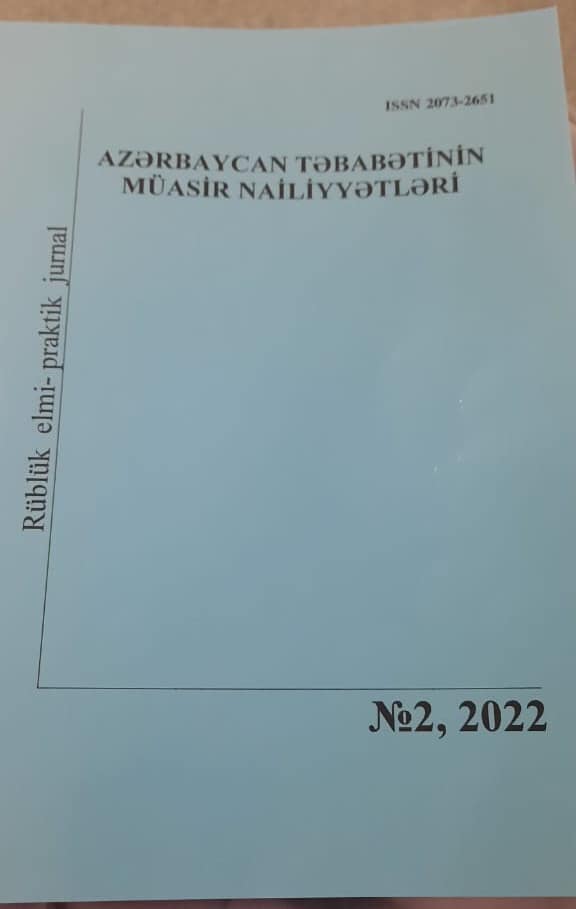 ISSN 2073-2651
AZƏRBAYCAN TƏBABƏTİNİN
MÜASİR NAİLİYYƏTLƏRİ
Rüblük elmi- praktik jurnal
№2, 2022